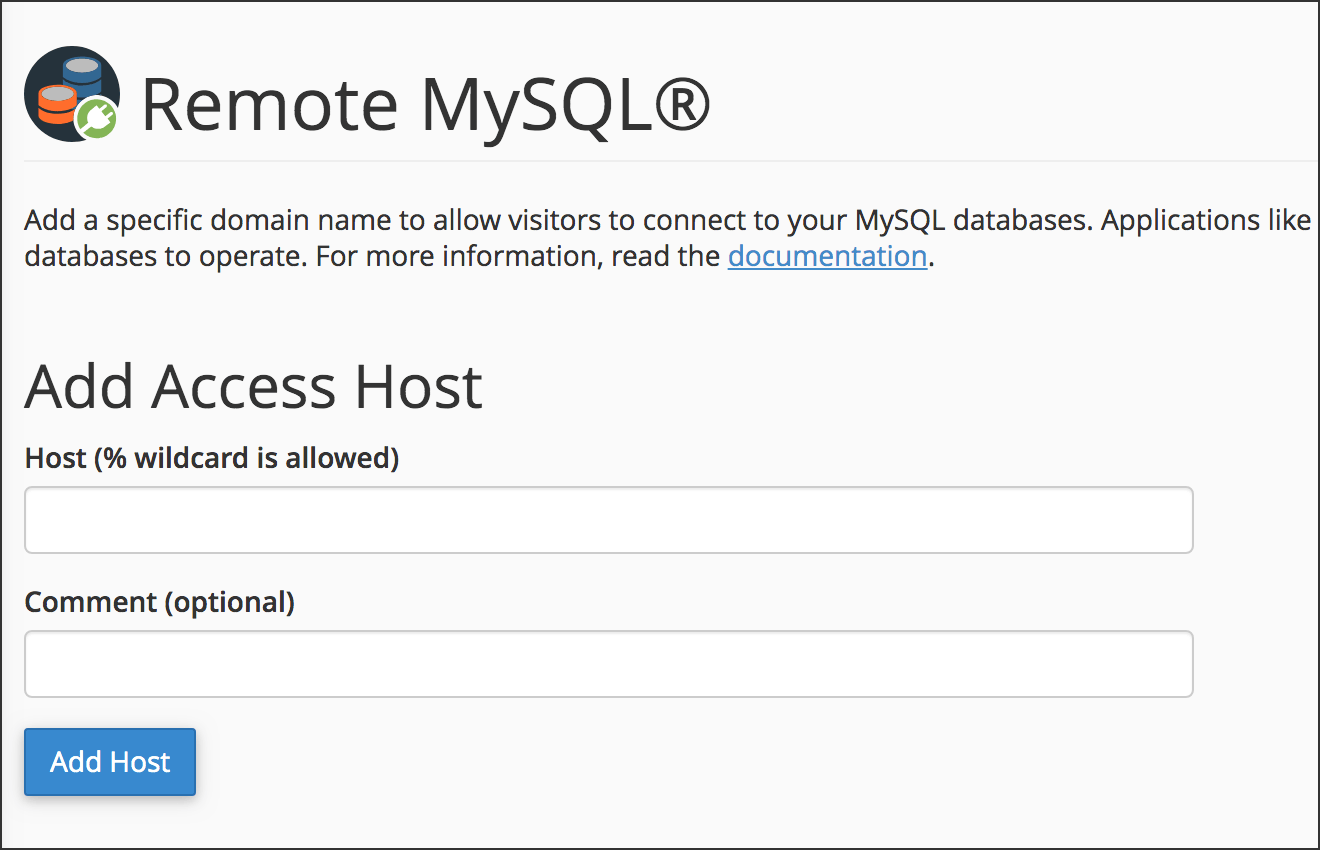 Remote MySQL®
Add a specific domain name to allow visitors to connect to your MySQL databases. Applications like
databases to operate. For more information, read the documentation.
Add Access Host
Host (% wildcard is allowed)
Comment (optional)
Add Host